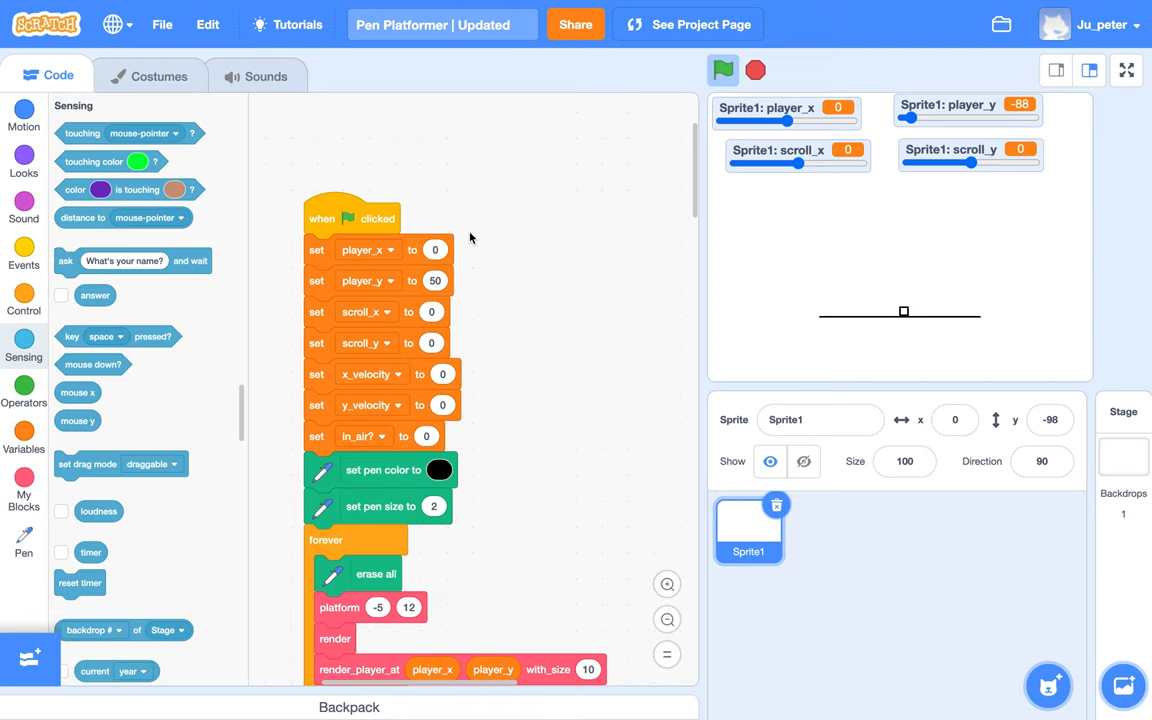 SCRATCH File Edit Tutorials Pen Platformer | Updated Share See Project Page Ju_peter
Code Costumes Sounds
Motion
Looks
Sound
Events
Control
Sensing
Operators
Variables
My
Blocks
Pen
Sensing
touching mouse-pointer ?
touching color ?
color is touching ?
distance to mouse-pointer
ask What's your name? and wait
answer
key space pressed?
mouse down?
mouse x
mouse y
set drag mode draggable
loudness
timer
reset timer
backdrop # of Stage
current year
when clicked
set player_x to 0
set player_y to 50
set scroll_x to 0
set scroll_y to 0
set x_velocity to 0
set y_velocity to 0
set in_air? to 0
set pen color to
set pen size to 2
forever
erase all
platform -5 12
render
render_player_at player_x player_y with_size 10
Backpack
Sprite1: player_x 0
Sprite1: player_y -88
Sprite1: scroll_x 0
Sprite1: scroll_y 0
Sprite Sprite1 x 0 y -98
Show Size 100 Direction 90
Sprite1
Stage
Backdrops
1